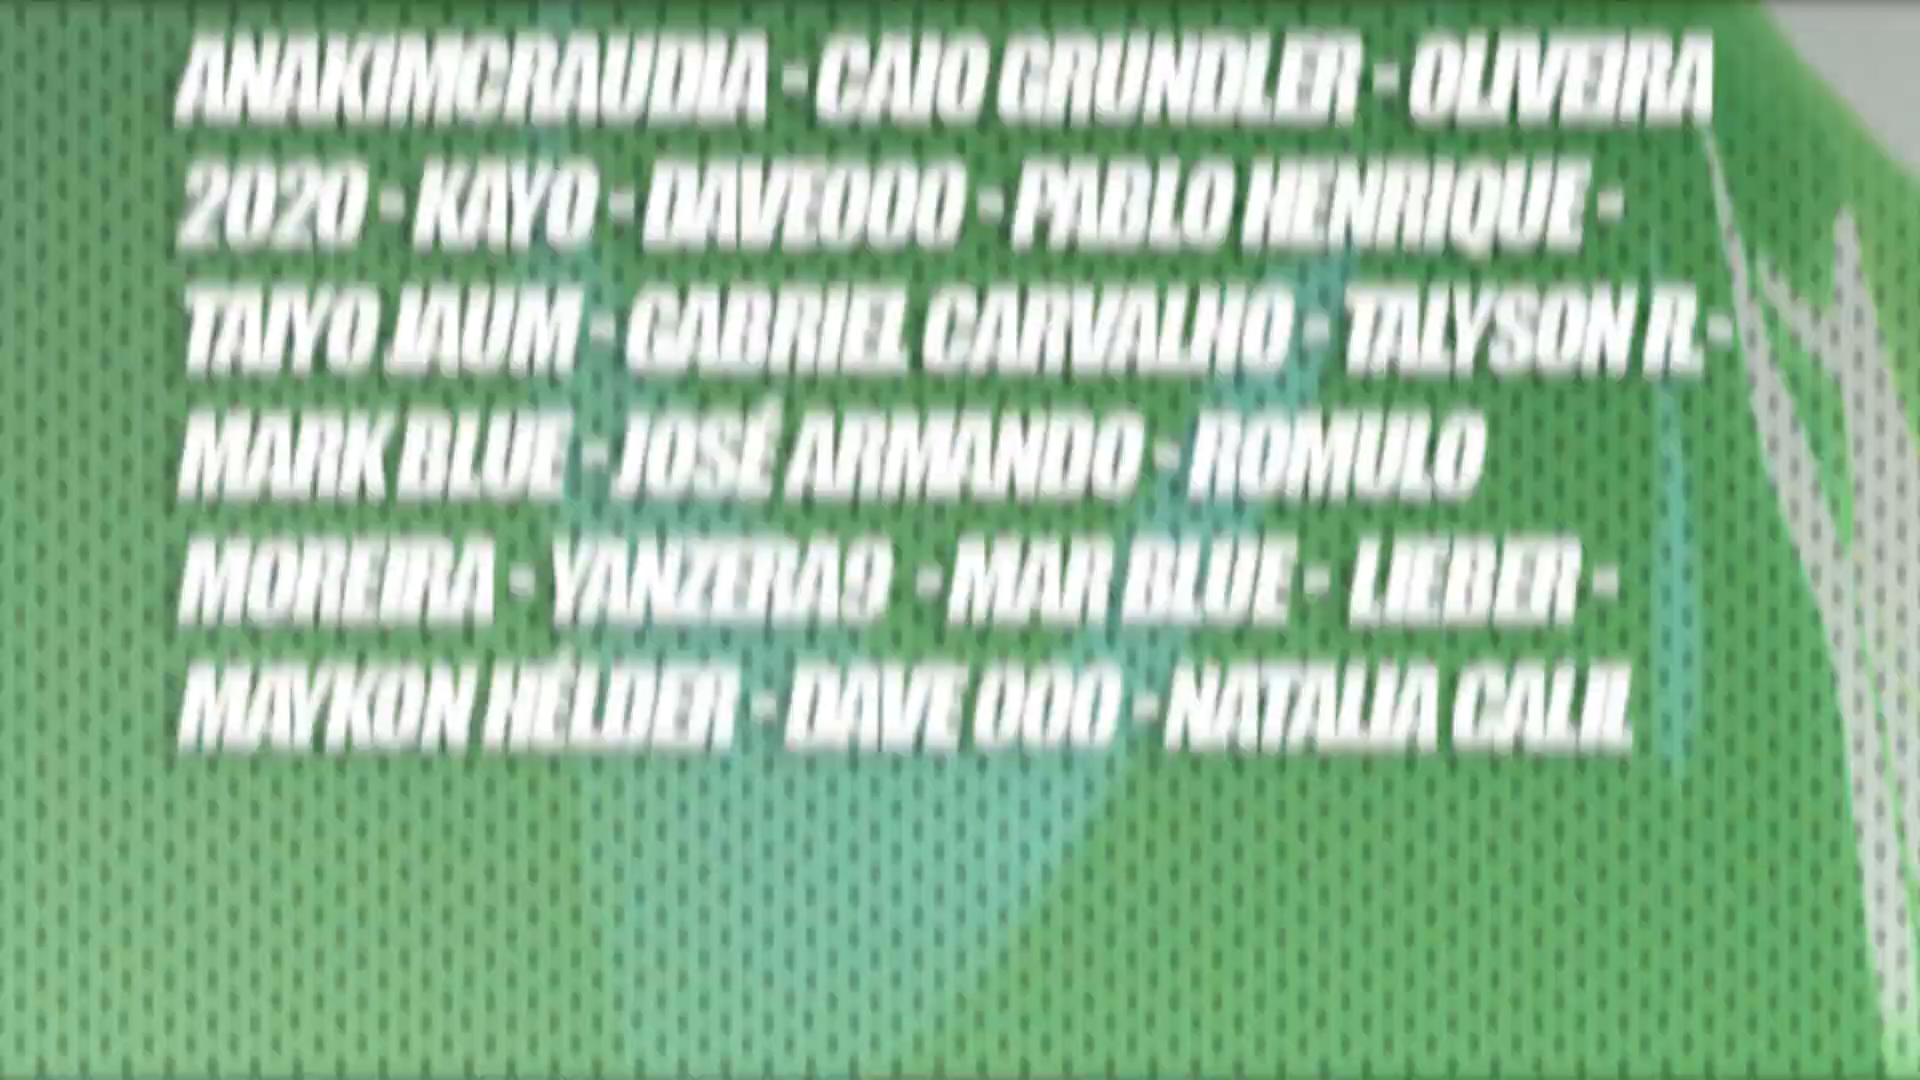 ANAKIMCRAUDIA · CAIO GRUNDLER · OLIVEIRA
2020 · KAYO · DAVE000 · PABLO HENRIQUE ·
TAIYO JAUM · GABRIEL CARVALHO · TALYSON R. ·
MARK BLUE · JOSÉ ARMANDO · ROMULO
MOREIRA · YANZERA9 · MAR BLUE · LIEBER ·
MAYKON HÉLDER · DAVE 000 · NATALIA CALIL